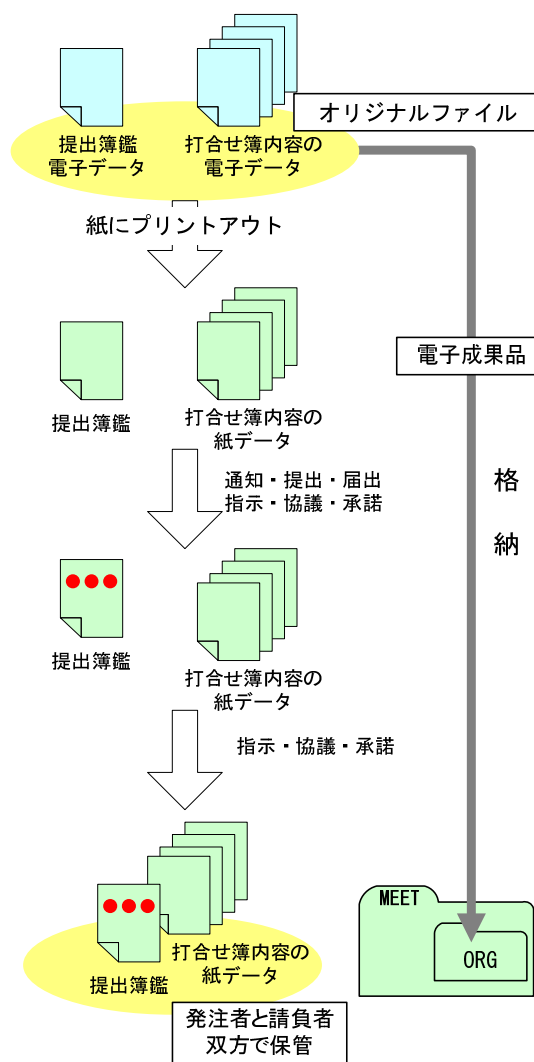 オリジナルファイル
提出簿鑑
電子データ
打合せ簿内容の
電子データ
紙にプリントアウト
電子成果品
提出簿鑑
打合せ簿内容の
紙データ
通知・提出・届出
指示・協議・承諾
格
納
提出簿鑑
打合せ簿内容の
紙データ
指示・協議・承諾
MEET
ORG
打合せ簿内容の
紙データ
提出簿鑑
発注者と請負者
双方で保管